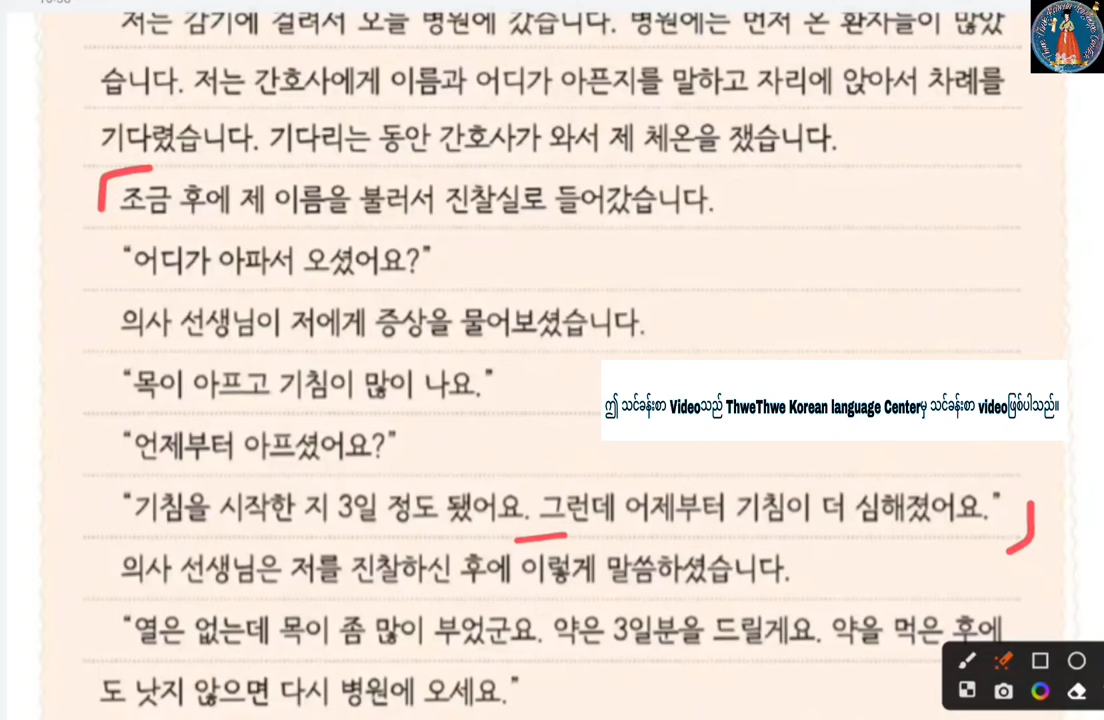 저는 감기에 걸려서 오늘 병원에 갔습니다. 병원에는 먼저 온 환자들이 많았
습니다. 저는 간호사에게 이름과 어디가 아픈지를 말하고 자리에 앉아서 차례를
기다렸습니다. 기다리는 동안 간호사가 와서 제 체온을 쟀습니다.
조금 후에 제 이름을 불러서 진찰실로 들어갔습니다.
“어디가 아파서 오셨어요?”
의사 선생님이 저에게 증상을 물어보셨습니다.
“목이 아프고 기침이 많이 나요.”
ဤ သင်ခန်းစာ Videoသည် ThweThwe Korean language Centerမှ သင်ခန်းစာ videoဖြစ်ပါသည်။
“언제부터 아프셨어요?”
“기침을 시작한 지 3일 정도 됐어요. 그런데 어제부터 기침이 더 심해졌어요.”
의사 선생님은 저를 진찰하신 후에 이렇게 말씀하셨습니다.
“열은 없는데 목이 좀 많이 부었군요. 약은 3일분을 드릴게요. 약을 먹은 후에
도 낫지 않으면 다시 병원에 오세요.”